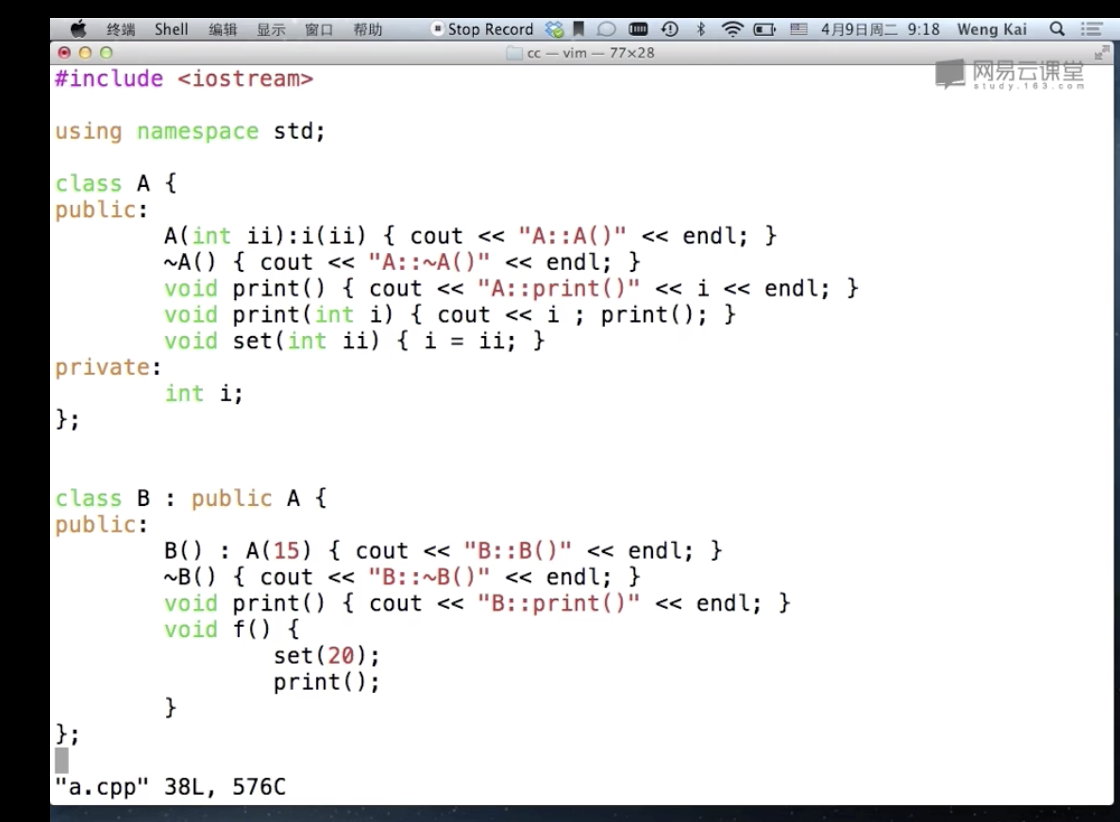 终端 Shell 编辑 显示 窗口 帮助 Stop Record 4月9日周二 9:18 Weng Kai
cc — vim — 77×28
网易云课堂
study.163.com
#include <iostream>
using namespace std;
class A {
public:
A(int ii):i(ii) { cout << "A::A()" << endl; }
~A() { cout << "A::~A()" << endl; }
void print() { cout << "A::print()" << i << endl; }
void print(int i) { cout << i ; print(); }
void set(int ii) { i = ii; }
private:
int i;
};
class B : public A {
public:
B() : A(15) { cout << "B::B()" << endl; }
~B() { cout << "B::~B()" << endl; }
void print() { cout << "B::print()" << endl; }
void f() {
set(20);
print();
}
};
"a.cpp" 38L, 576C